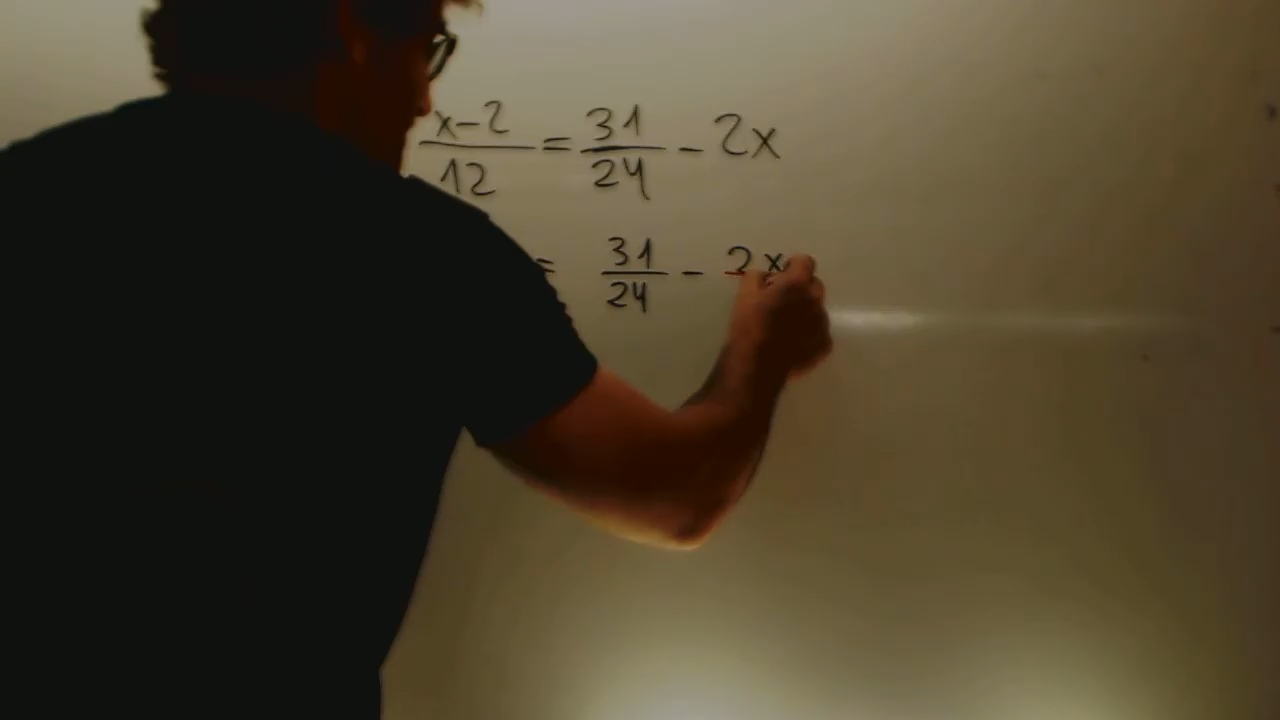 x-2/12 = 31/24 - 2x
= 31/24 - 2x